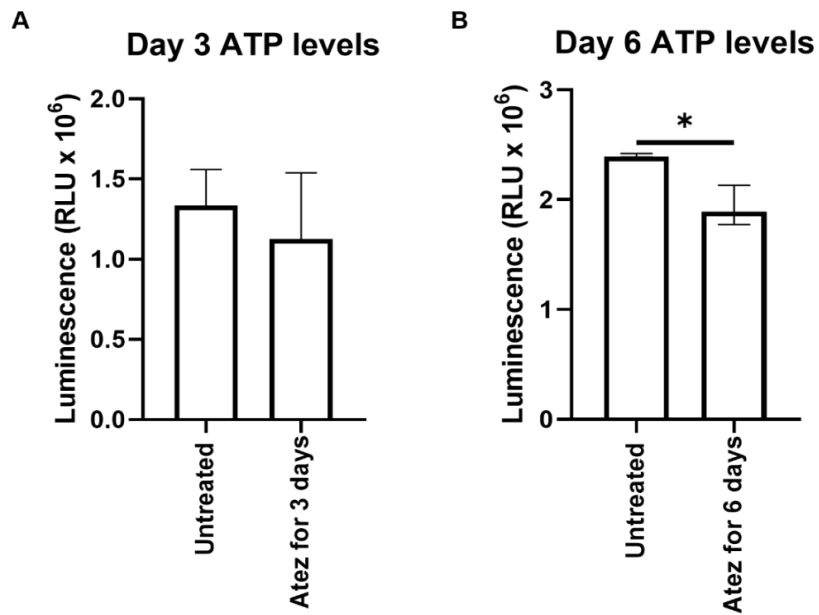 A
Day 3 ATP levels
Luminescence (RLU x 10⁶)
2.0
1.5
1.0
0.5
0.0
Untreated
Atez for 3 days
B
Day 6 ATP levels
Luminescence (RLU x 10⁶)
3
2
1
0
*
Untreated
Atez for 6 days